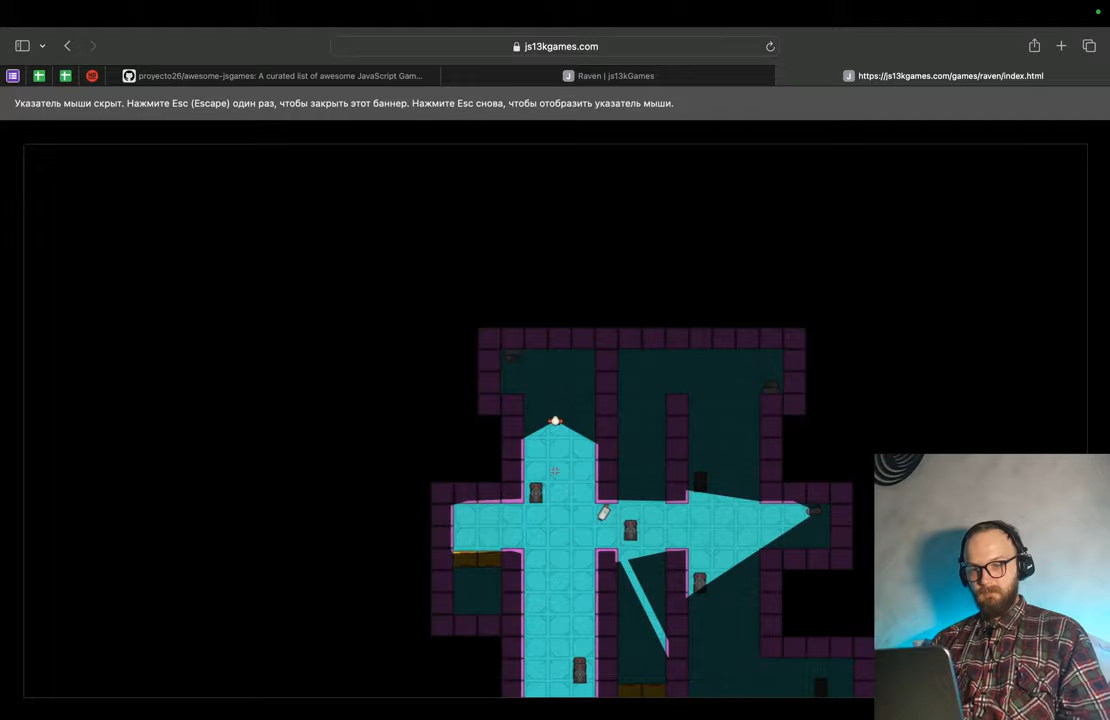 js13kgames.com
proyecto26/awesome-jsgames: A curated list of awesome JavaScript Gam...
Raven | js13kGames
https://js13kgames.com/games/raven/index.html
Указатель мыши скрыт. Нажмите Esc (Escape) один раз, чтобы закрыть этот баннер. Нажмите Esc снова, чтобы отобразить указатель мыши.